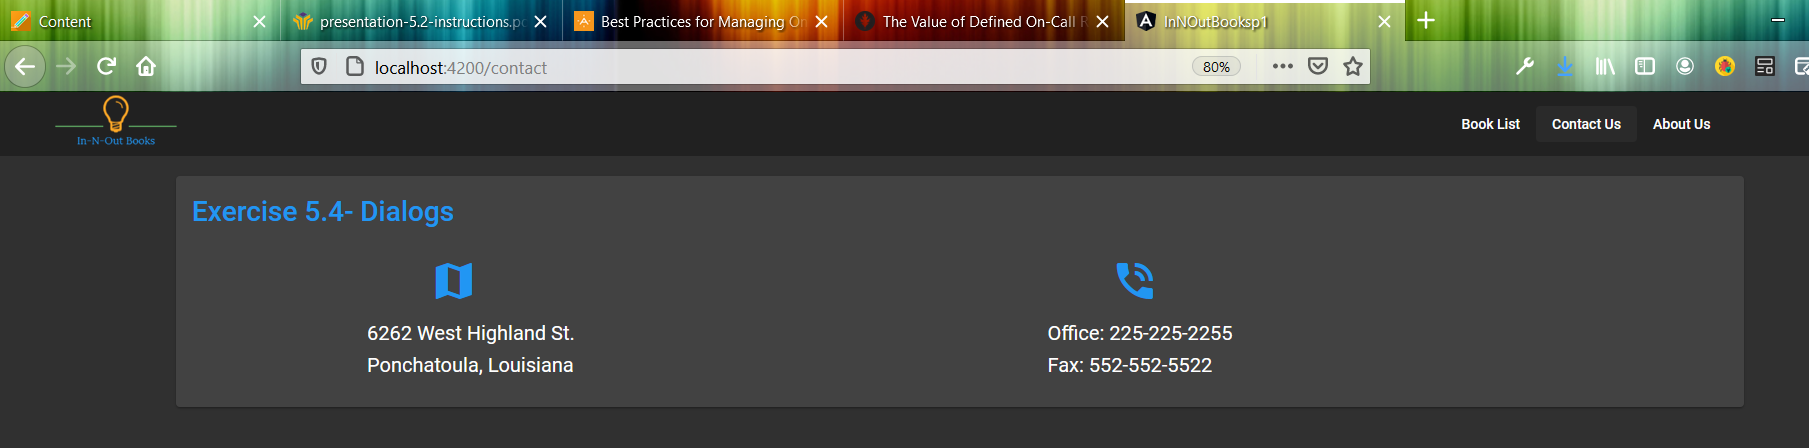 Content
presentation-5.2-instructions.pd
Best Practices for Managing On
The Value of Defined On-Call R
InNOutBooksp1
localhost:4200/contact
80%
In-N-Out Books
Book List
Contact Us
About Us
Exercise 5.4- Dialogs
6262 West Highland St.
Ponchatoula, Louisiana
Office: 225-225-2255
Fax: 552-552-5522